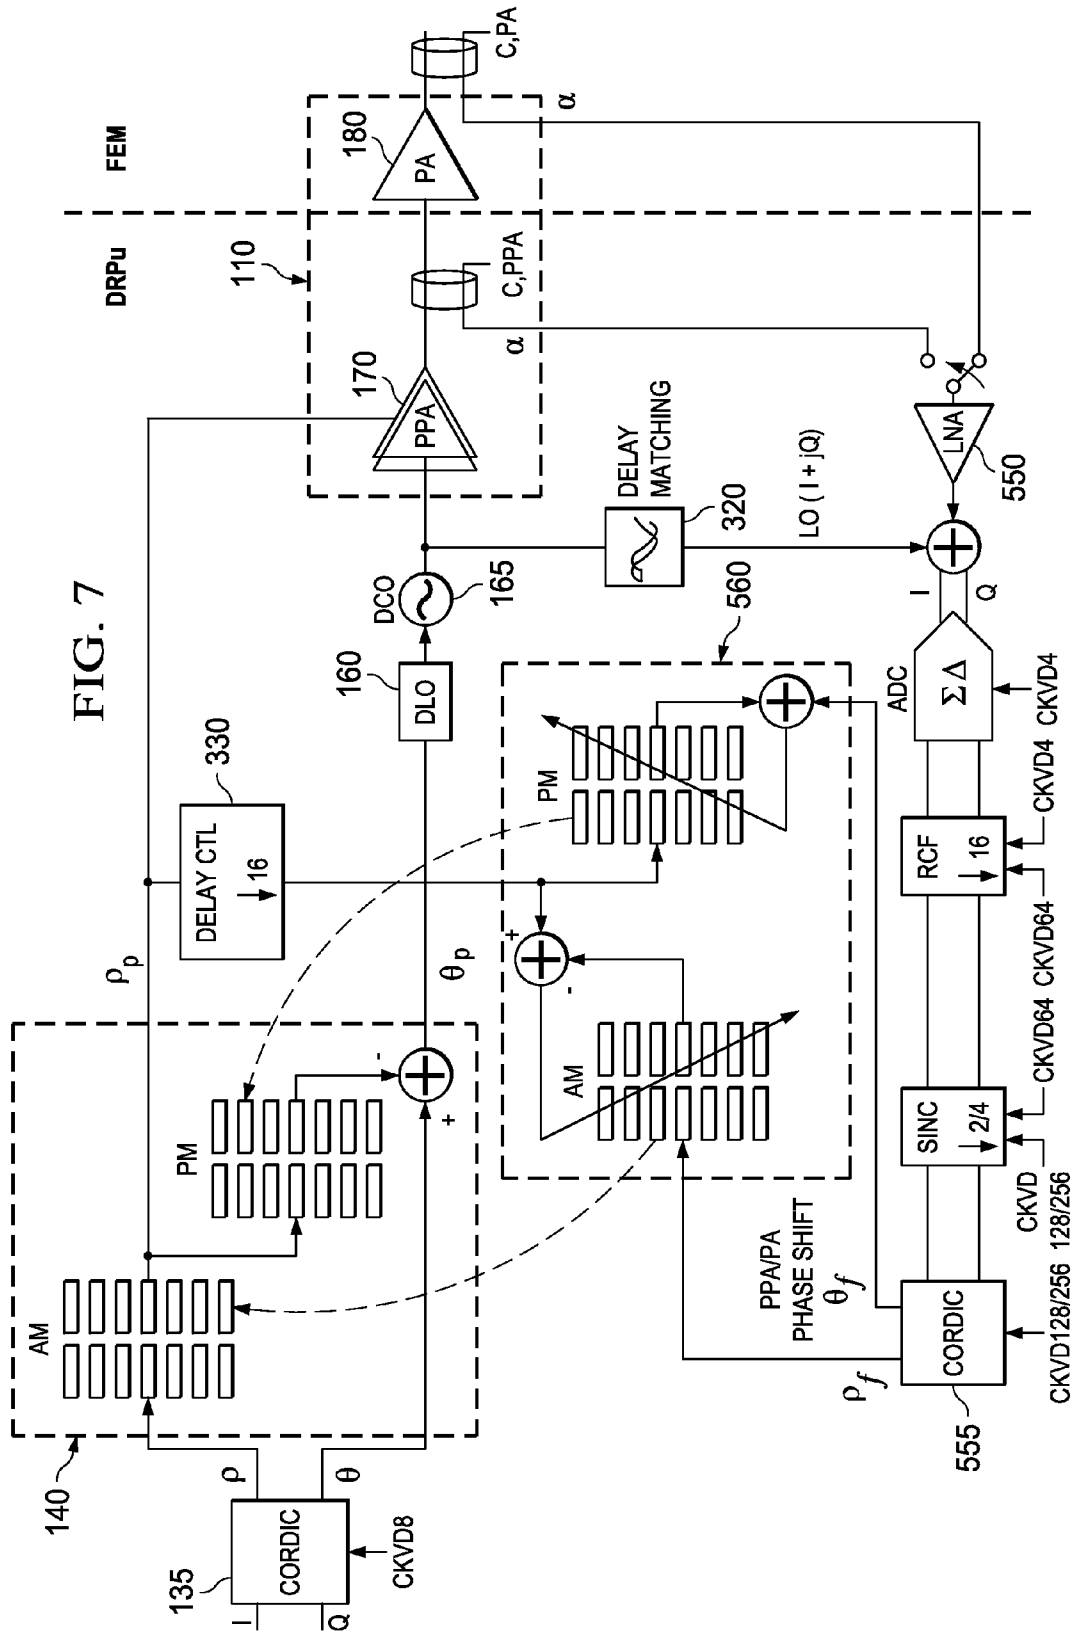 FIG. 7
DRPu
FEM
140
AM
PM
ρ
θ
135
CORDIC
I
Q
CKVD8
ρp
330
DELAY CTL
16
θp
160
DLO
DCO
165
110
170
PPA
180
PA
C,PPA
α
C,PA
α
DELAY
MATCHING
320
LO ( I + jQ)
560
PM
AM
+
-
+
-
PPA/PA
PHASE SHIFT
θf
ρf
555
CORDIC
CKVD128/256
SINC
2/4
CKVD
128/256
CKVD64
RCF
16
CKVD64
CKVD4
ADC
ΣΔ
CKVD4
I
Q
LNA
550